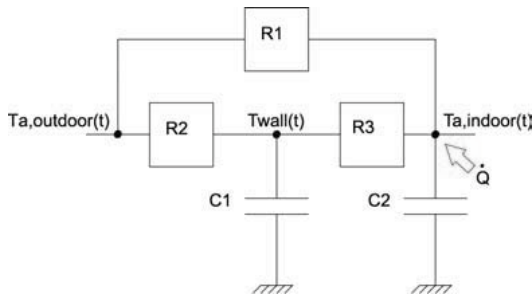 R1
Ta,outdoor(t)
R2
Twall(t)
R3
Ta,indoor(t)
Q̇
C1
C2